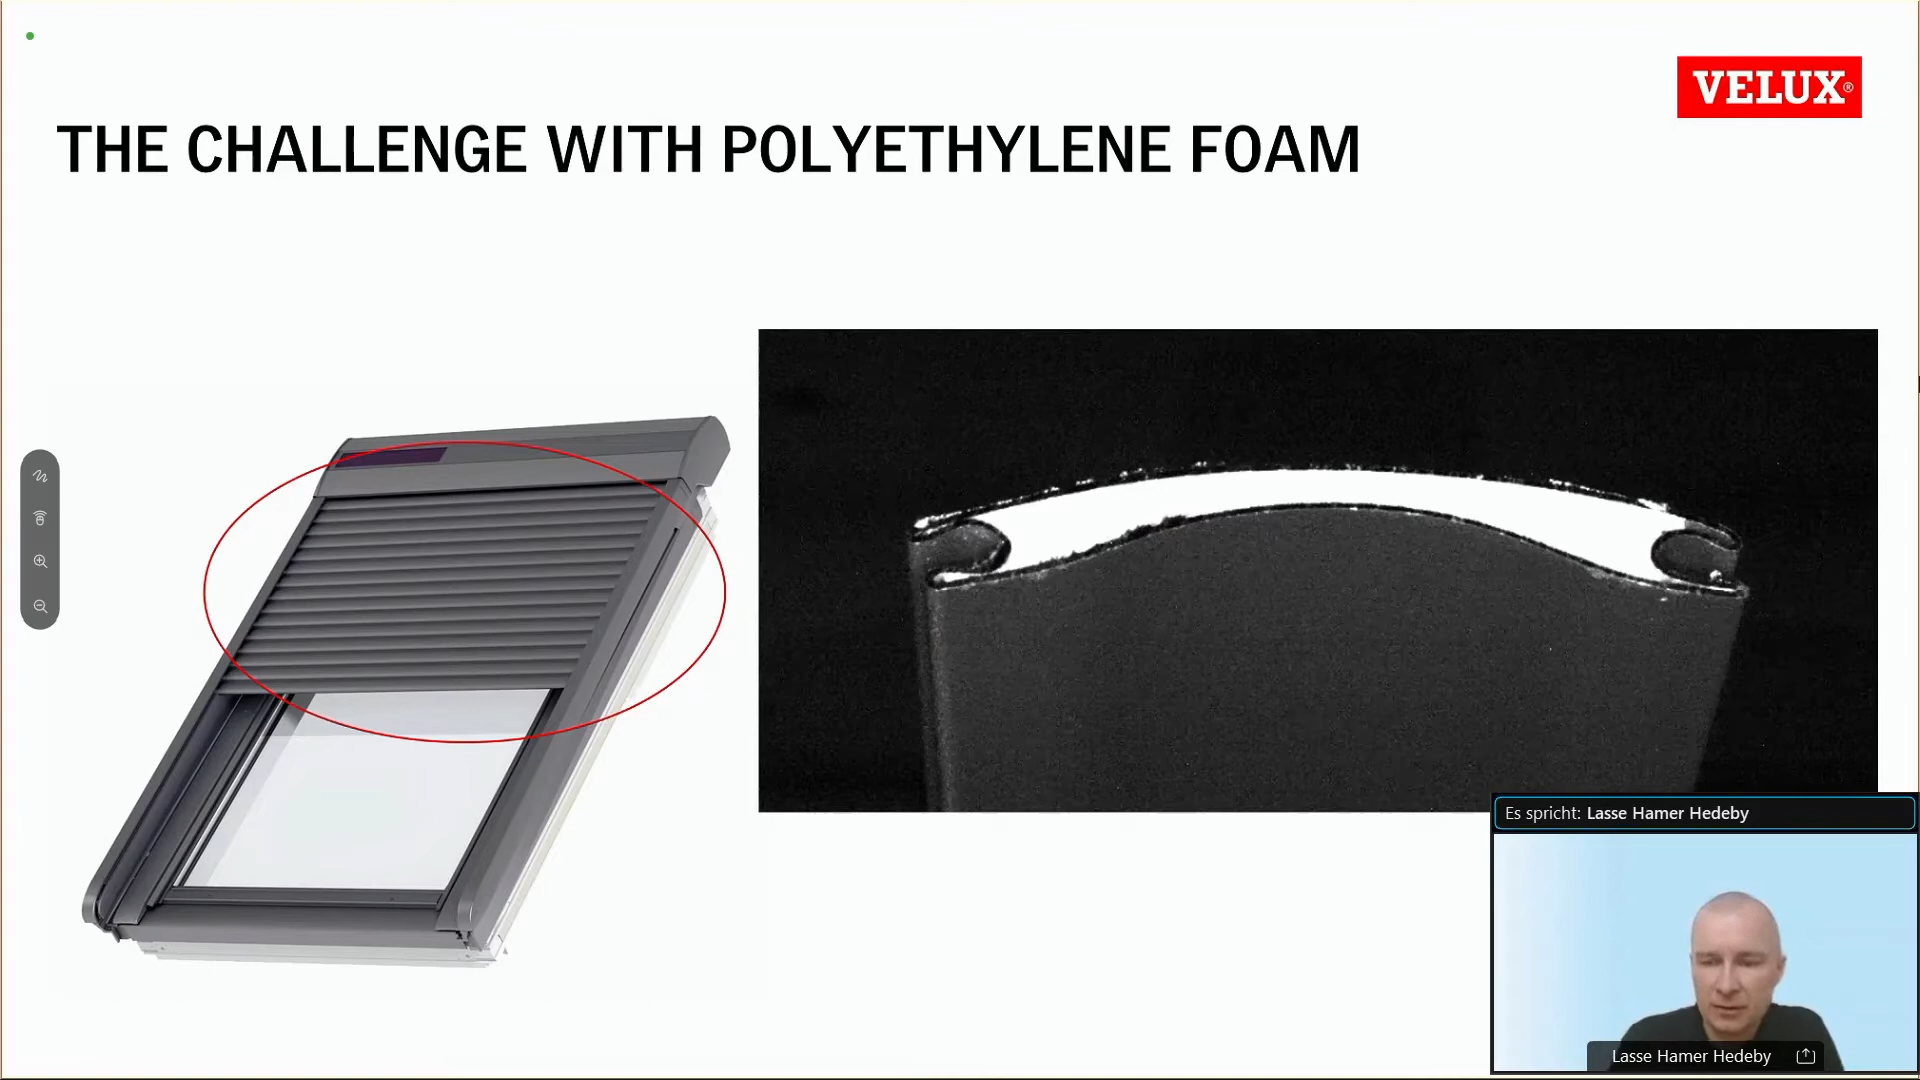 VELUX®
THE CHALLENGE WITH POLYETHYLENE FOAM
Es spricht: Lasse Hamer Hedeby
Lasse Hamer Hedeby